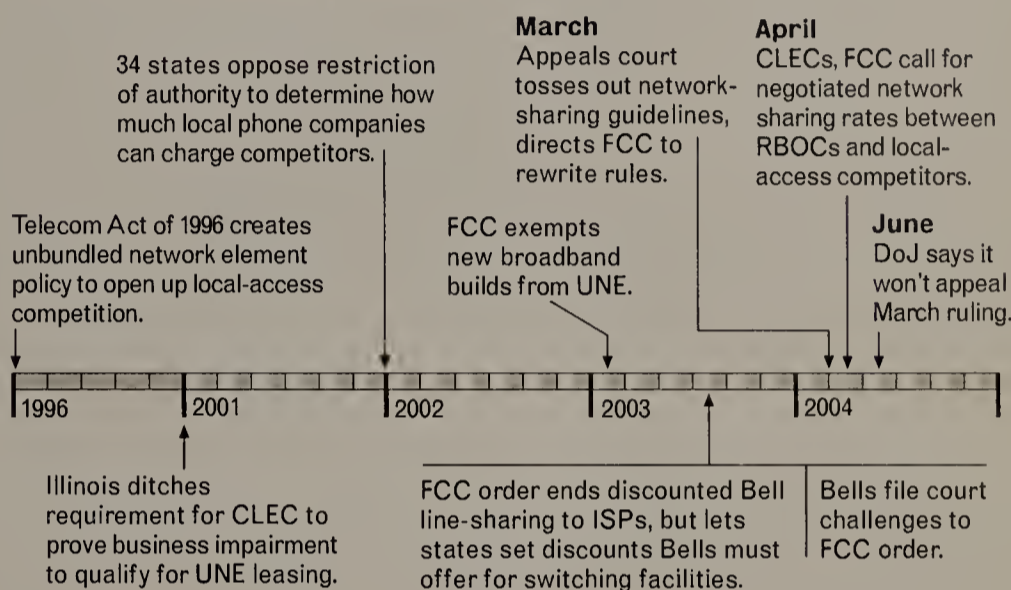 34 states oppose restriction
of authority to determine how
much local phone companies
can charge competitors.
March
Appeals court
tosses out network-
sharing guidelines,
directs FCC to
rewrite rules.
April
CLECs, FCC call for
negotiated network
sharing rates between
RBOCs and local-
access competitors.
Telecom Act of 1996 creates
unbundled network element
policy to open up local-access
competition.
FCC exempts
new broadband
builds from UNE.
June
DoJ says it
won't appeal
March ruling.
1996
2001
2002
2003
2004
Illinois ditches
requirement for CLEC to
prove business impairment
to qualify for UNE leasing.
FCC order ends discounted Bell
line-sharing to ISPs, but lets
states set discounts Bells must
offer for switching facilities.
Bells file court
challenges to
FCC order.